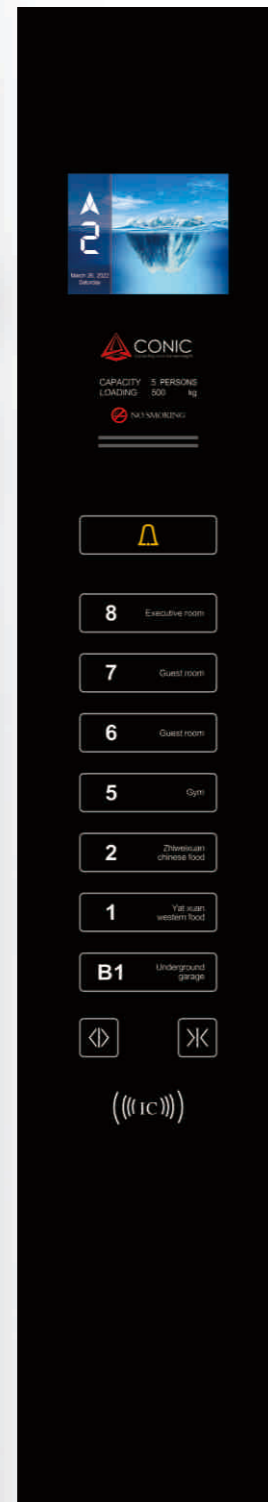 2
March 26, 2022
Saturday
CONIC
CAPACITY 5 PERSONS
LOADING 500 kg
NO SMOKING
8 Executive room
7 Guest room
6 Guest room
5 Gym
2 Zhiweixuan
chinese food
1 Yat xuan
western food
B1 Underground
garage
(((IC)))